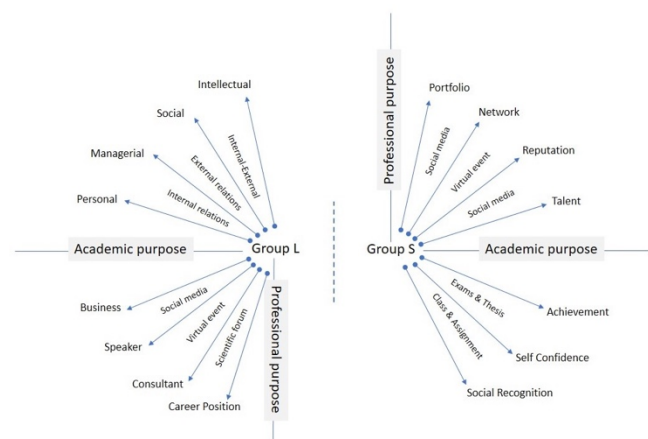 Intellectual
Social
Managerial
Personal
Internal-External
External relations
Internal relations
Academic purpose
Group L
Business
Speaker
Consultant
Career Position
Social media
Virtual event
Scientific forum
Professional purpose
Professional purpose
Portfolio
Network
Reputation
Talent
Social media
Virtual event
Social media
Group S
Academic purpose
Exams & Thesis
Class & Assignment
Achievement
Self Confidence
Social Recognition